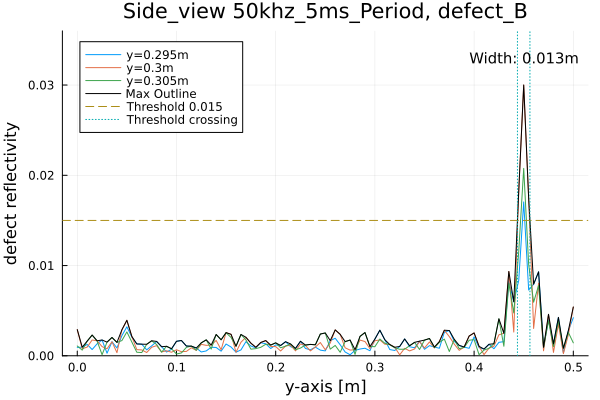 Side_view 50khz_5ms_Period, defect_B
Width: 0.013m
y=0.295m
y=0.3m
y=0.305m
Max Outline
Threshold 0.015
Threshold crossing
defect reflectivity
0.03
0.02
0.01
0.00
0.0 0.1 0.2 0.3 0.4 0.5
y-axis [m]